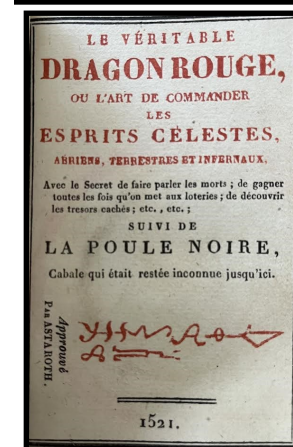 LE VÉRITABLE
DRAGON ROUGE,
OU L'ART DE COMMANDER
LES
ESPRITS CÉLESTES,
AÉRIENS, TERRESTRES ET INFERNAUX,
Avec le Secret de faire parler les morts ; de gagner
toutes les fois qu'on met aux loteries ; de découvrir
les tresors cachés ; etc. , etc. ;
SUIVI DE
LA POULE NOIRE,
Cabale qui était restée inconnue jusqu'ici.
Approuvé
PAR ASTAROTH.
1521.